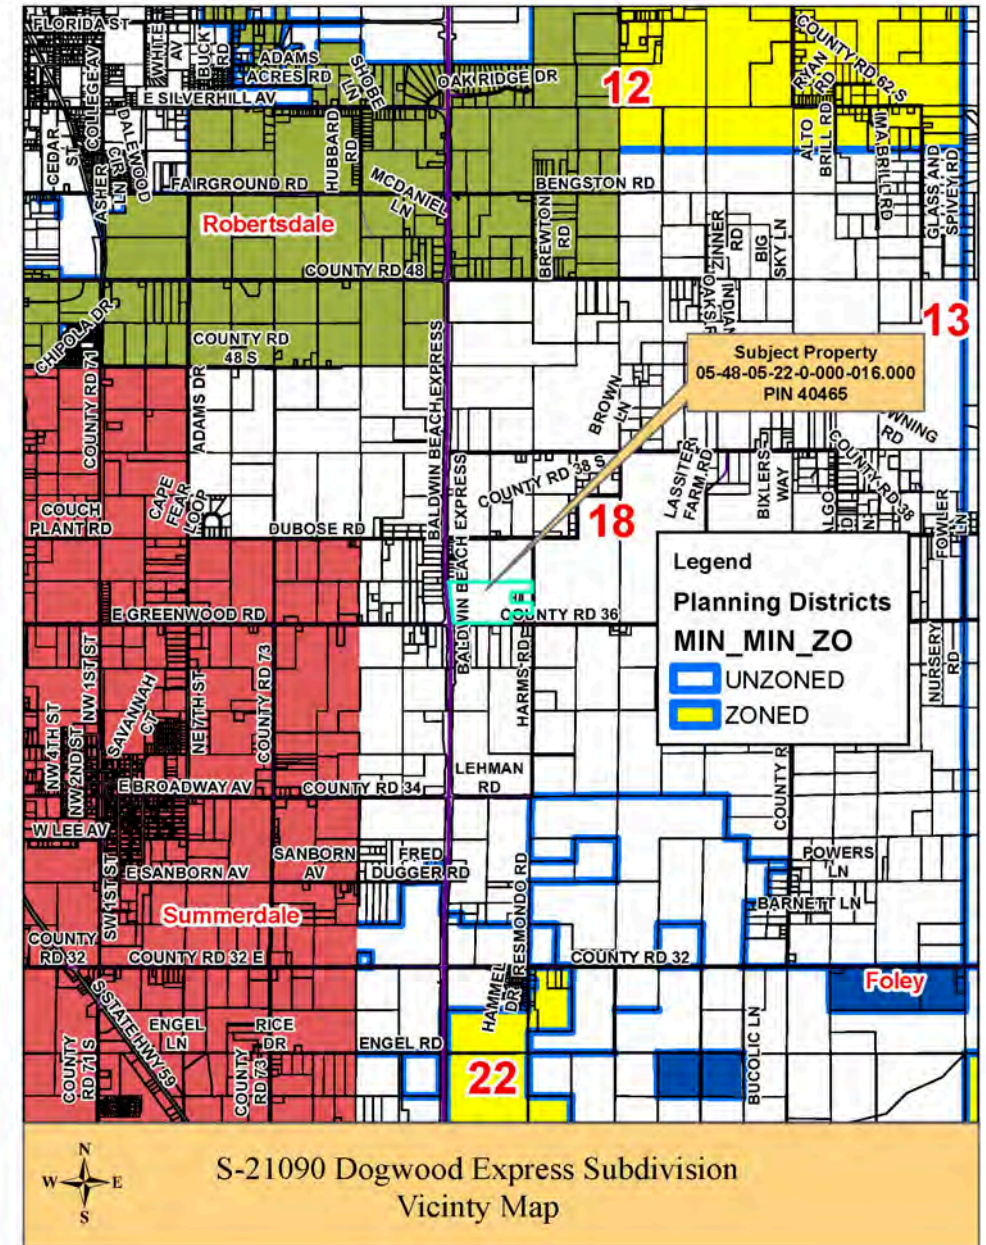 FLORIDA ST
COLLEGE AV
WHITE
AV
BUCK
RD
ADAMS
ACRES RD
SHOBE
LN
OAK RIDGE DR
12
COUNTY RD 62 S
RYAN
RD
E SILVERHILL AV
CEDAR
ST
DALEWOOD
CIR
LN
ASHER
HUBBARD
RD
ALTO
BRILL RD
IMA BRILL RD
GLASS AND
SPIVEY RD
FAIRGROUND RD
MCDANIEL
LN
BENGSTON RD
Robertsdale
BREWTON
RD
ZINNER
RD
BIG
SKY LN
COUNTY RD 48
INDIAN
OAKS
CHIPOLA DR
COUNTY RD
48 S
13
COUNTY RD 71
ADAMS DR
BALDWIN BEACH EXPRESS
Subject Property
05-48-05-22-0-000-016.000
PIN 40465
BROWN
LN
WNING
RD
COUNTY RD 38 S
LASSITER
FARM RD
BIXLERS
WAY
ALGO
COUNTY RD 38
COUCH
PLANT RD
CAPE
FEAR
LOOP
DUBOSE RD
BALDWIN BEACH EXPRESS
18
FOWLER
LN
Legend
Planning Districts
MIN_MIN_ZO
UNZONED
ZONED
E GREENWOOD RD
COUNTY RD 36
NW 4TH ST
NW 2ND ST
NW 1ST ST
SAVANNAH
CT
NE 7TH ST
COUNTY RD 73
HARMS RD
NURSERY
RD
LEHMAN
RD
E BROADWAY AV
COUNTY RD 34
COUNTY R
W LEE AV
SANBORN
AV
FRED
DUGGER RD
POWERS
LN
E SANBORN AV
SW 1ST ST
BARNETT LN
Summerdale
RESMONDO RD
COUNTY
RD 32
COUNTY RD 32 E
COUNTY RD 32
Foley
S STATE HWY 59
HAMMEL
DR
ENGEL
LN
RICE
DR
ENGEL RD
COUNTY
RD 71 S
COUNTY
RD 73
22
BUCOLIC LN
N
W E
S
S-21090 Dogwood Express Subdivision
Vicinty Map